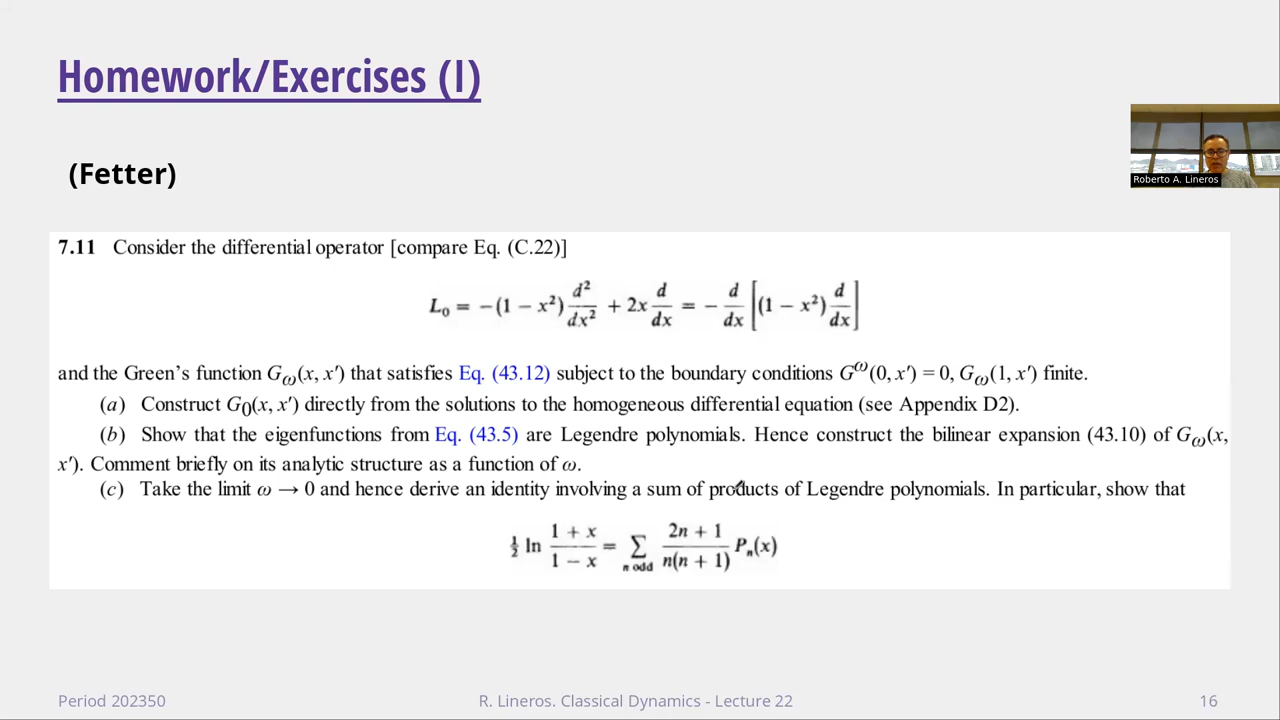 Homework/Exercises (I)
(Fetter)
Roberto A. Lineros
7.11 Consider the differential operator [compare Eq. (C.22)]
L₀ = −(1 − x²) d²/dx² + 2x d/dx = − d/dx [(1 − x²) d/dx]
and the Green's function G_ω(x, x′) that satisfies Eq. (43.12) subject to the boundary conditions G^ω(0, x′) = 0, G_ω(1, x′) finite.
(a) Construct G₀(x, x′) directly from the solutions to the homogeneous differential equation (see Appendix D2).
(b) Show that the eigenfunctions from Eq. (43.5) are Legendre polynomials. Hence construct the bilinear expansion (43.10) of G_ω(x,
x′). Comment briefly on its analytic structure as a function of ω.
(c) Take the limit ω → 0 and hence derive an identity involving a sum of products of Legendre polynomials. In particular, show that
½ ln (1 + x)/(1 − x) = Σ_{n odd} (2n + 1)/(n(n + 1)) Pₙ(x)
Period 202350
R. Lineros. Classical Dynamics - Lecture 22
16